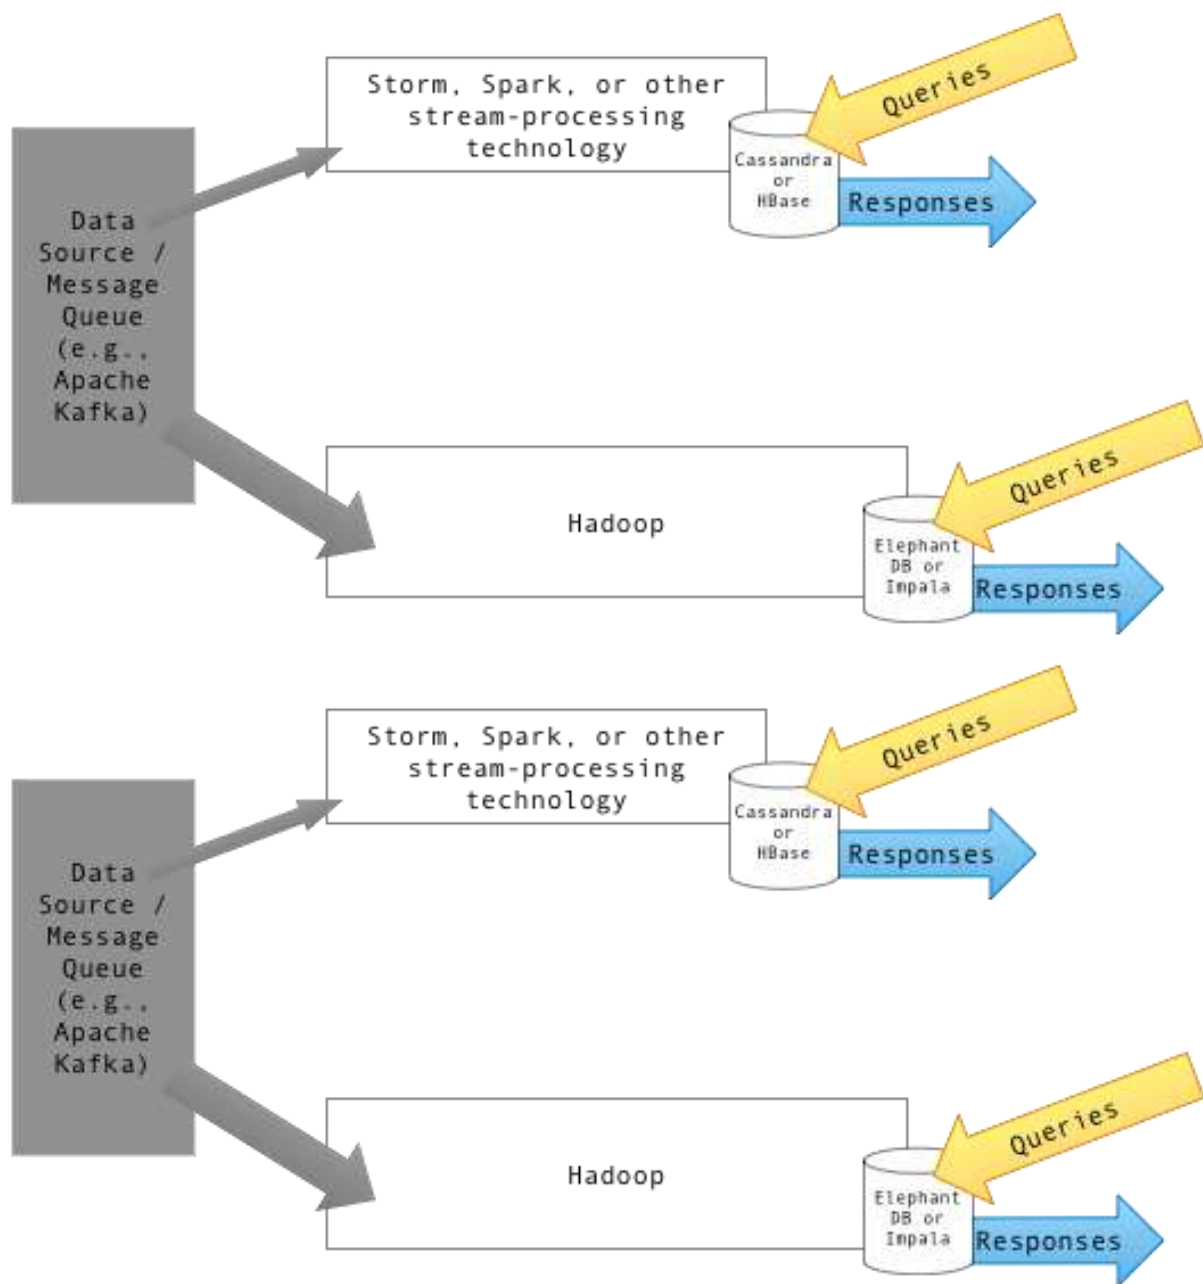 Storm, Spark, or other
stream-processing
technology
Queries
Cassandra
or
HBase
Responses
Data
Source /
Message
Queue
(e.g.,
Apache
Kafka)
Hadoop
Queries
Elephant
DB or
Impala
Responses
Storm, Spark, or other
stream-processing
technology
Queries
Cassandra
or
HBase
Responses
Data
Source /
Message
Queue
(e.g.,
Apache
Kafka)
Hadoop
Queries
Elephant
DB or
Impala
Responses